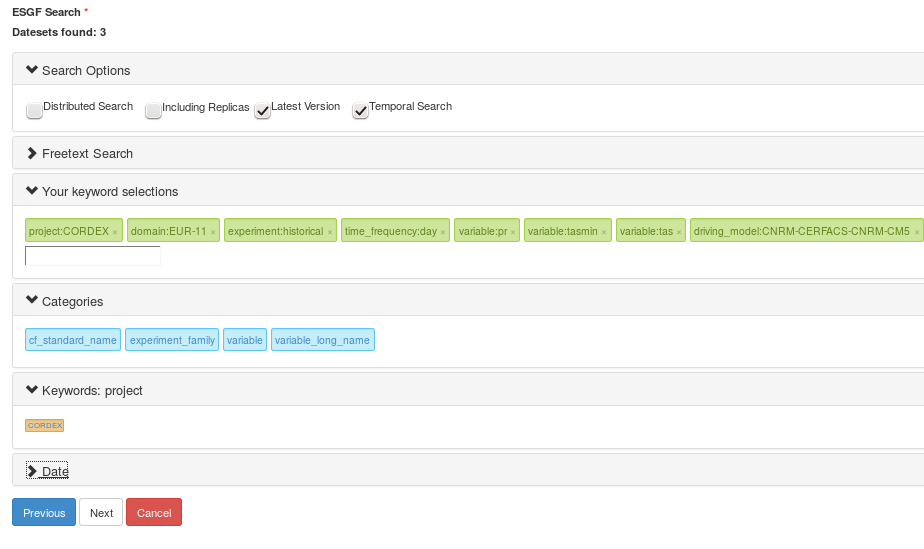 ESGF Search *
Datasets found: 3
Search Options
Distributed Search Including Replicas Latest Version Temporal Search
Freetext Search
Your keyword selections
project:CORDEX × domain:EUR-11 × experiment:historical × time_frequency:day × variable:pr × variable:tasmin × variable:tas × driving_model:CNRM-CERFACS-CNRM-CM5 ×
Categories
cf_standard_name experiment_family variable variable_long_name
Keywords: project
CORDEX
Date
Previous Next Cancel